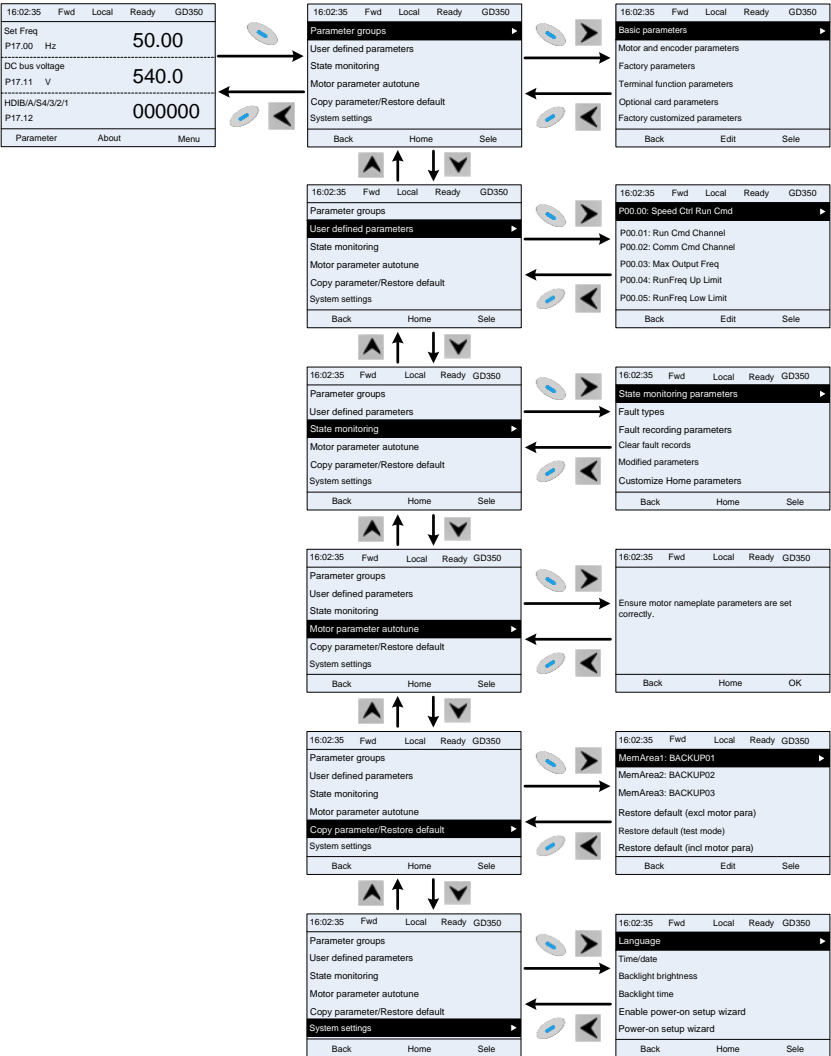 16:02:35 Fwd Local Ready GD350
Set Freq
P17.00 Hz 50.00
DC bus voltage
P17.11 V 540.0
HDIB/A/S4/3/2/1
P17.12 000000
Parameter About Menu
16:02:35 Fwd Local Ready GD350
Parameter groups
User defined parameters
State monitoring
Motor parameter autotune
Copy parameter/Restore default
System settings
Back Home Sele
16:02:35 Fwd Local Ready GD350
Basic parameters
Motor and encoder parameters
Factory parameters
Terminal function parameters
Optional card parameters
Factory customized parameters
Back Edit Sele
16:02:35 Fwd Local Ready GD350
Parameter groups
User defined parameters
State monitoring
Motor parameter autotune
Copy parameter/Restore default
System settings
Back Home Sele
16:02:35 Fwd Local Ready GD350
P00.00: Speed Ctrl Run Cmd
P00.01: Run Cmd Channel
P00.02: Comm Cmd Channel
P00.03: Max Output Freq
P00.04: RunFreq Up Limit
P00.05: RunFreq Low Limit
Back Edit Sele
16:02:35 Fwd Local Ready GD350
Parameter groups
User defined parameters
State monitoring
Motor parameter autotune
Copy parameter/Restore default
System settings
Back Home Sele
16:02:35 Fwd Local Ready GD350
State monitoring parameters
Fault types
Fault recording parameters
Clear fault records
Modified parameters
Customize Home parameters
Back Home Sele
16:02:35 Fwd Local Ready GD350
Parameter groups
User defined parameters
State monitoring
Motor parameter autotune
Copy parameter/Restore default
System settings
Back Home Sele
16:02:35 Fwd Local Ready GD350
Ensure motor nameplate parameters are set
correctly.
Back Home OK
16:02:35 Fwd Local Ready GD350
Parameter groups
User defined parameters
State monitoring
Motor parameter autotune
Copy parameter/Restore default
System settings
Back Home Sele
16:02:35 Fwd Local Ready GD350
MemArea1: BACKUP01
MemArea2: BACKUP02
MemArea3: BACKUP03
Restore default (excl motor para)
Restore default (test mode)
Restore default (incl motor para)
Back Edit Sele
16:02:35 Fwd Local Ready GD350
Parameter groups
User defined parameters
State monitoring
Motor parameter autotune
Copy parameter/Restore default
System settings
Back Home Sele
16:02:35 Fwd Local Ready GD350
Language
Time/date
Backlight brightness
Backlight time
Enable power-on setup wizard
Power-on setup wizard
Back Home Sele